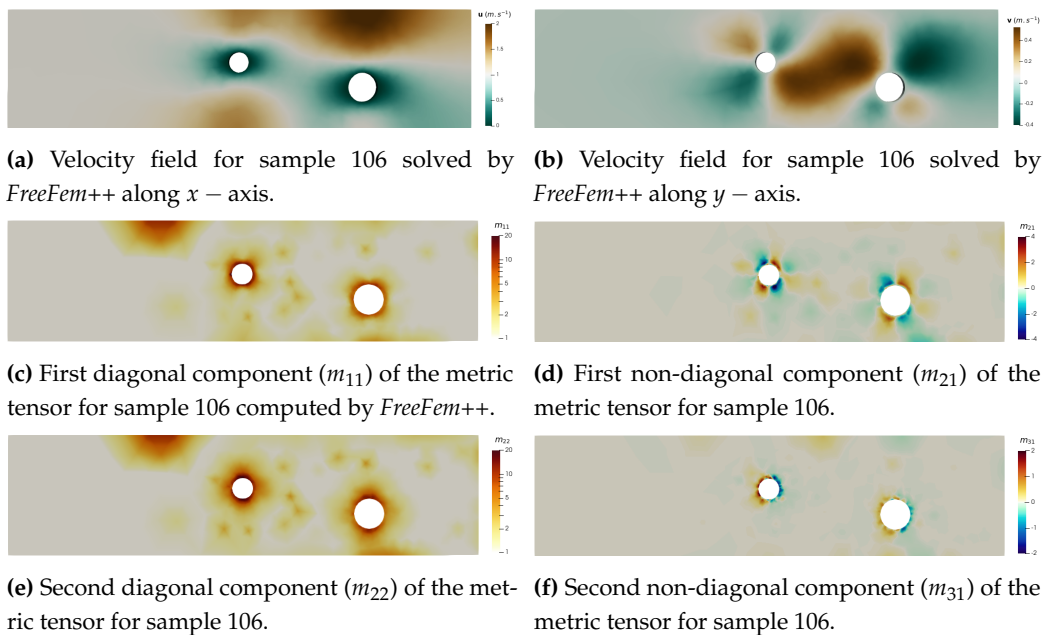 u (m.s⁻¹)
2
1.5
1
0.5
0
v (m.s⁻¹)
0.4
0.2
0
-0.2
-0.4
(a) Velocity field for sample 106 solved by
FreeFem++ along x − axis.
(b) Velocity field for sample 106 solved by
FreeFem++ along y − axis.
m₁₁
20
10
5
3
2
1
m₂₁
4
2
0
-2
-4
(c) First diagonal component (m₁₁) of the metric
tensor for sample 106 computed by FreeFem++.
(d) First non-diagonal component (m₂₁) of the
metric tensor for sample 106.
m₂₂
20
10
5
3
2
1
m₃₁
2
1
0
-1
-2
(e) Second diagonal component (m₂₂) of the met-
ric tensor for sample 106.
(f) Second non-diagonal component (m₃₁) of the
metric tensor for sample 106.